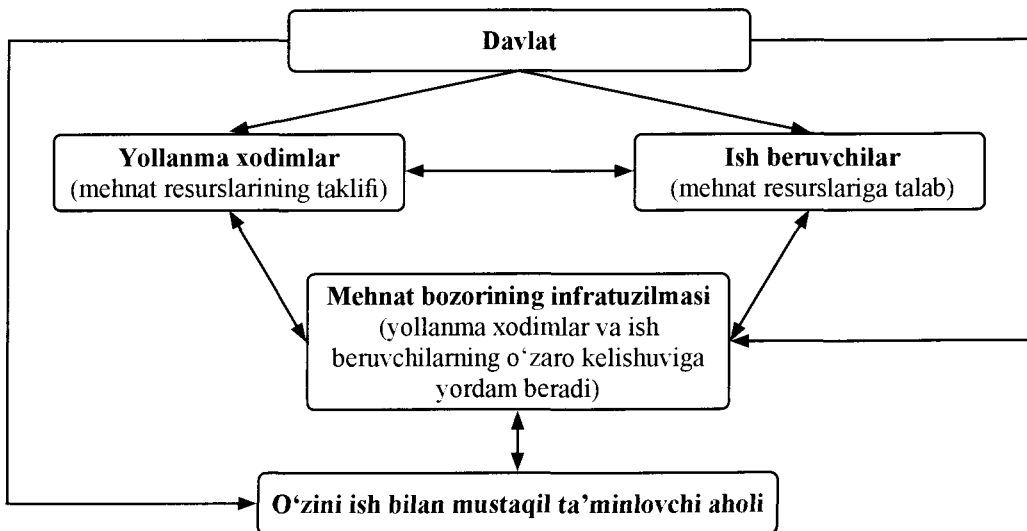 Davlat
Yollanma xodimlar
(mehnat resurslarining taklifi)
Ish beruvchilar
(mehnat resurslariga talab)
Mehnat bozorining infratuzilmasi
(yollanma xodimlar va ish
beruvchilarning o‘zaro kelishuviga
yordam beradi)
O‘zini ish bilan mustaqil ta’minlovchi aholi